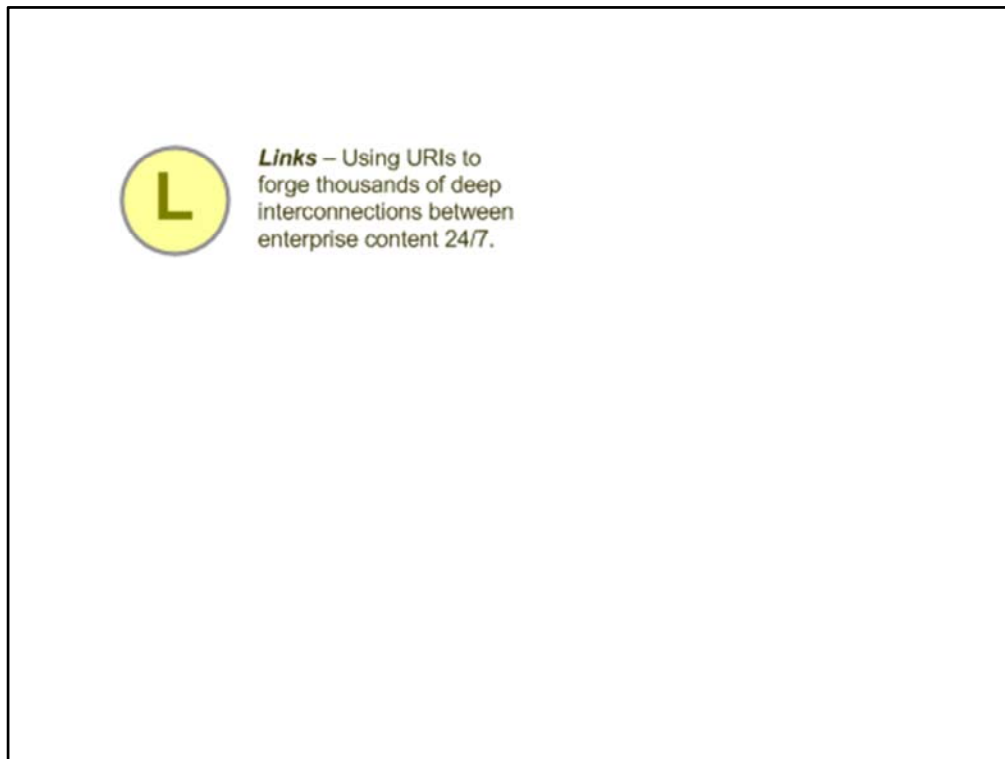 L
Links – Using URIs to
forge thousands of deep
interconnections between
enterprise content 24/7.